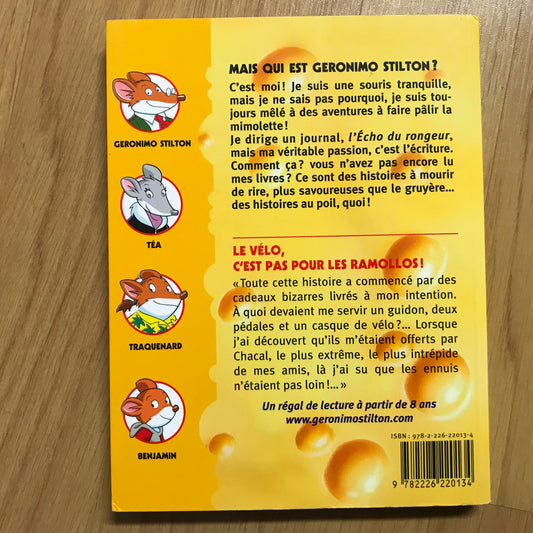 MAIS QUI EST GERONIMO STILTON ?
C'est moi ! Je suis une souris tranquille,
mais je ne sais pas pourquoi, je suis tou-
jours mêlé à des aventures à faire pâlir la
mimolette !
Je dirige un journal, l'Écho du rongeur,
mais ma véritable passion, c'est l'écriture.
Comment ça ? vous n'avez pas encore lu
mes livres ? Ce sont des histoires à mourir
de rire, plus savoureuses que le gruyère...
des histoires au poil, quoi !
GERONIMO STILTON
TÉA
TRAQUENARD
BENJAMIN
LE VÉLO,
C'EST PAS POUR LES RAMOLLOS !
« Toute cette histoire a commencé par des
cadeaux bizarres livrés à mon intention.
À quoi devaient me servir un guidon, deux
pédales et un casque de vélo ?... Lorsque
j'ai découvert qu'ils m'étaient offerts par
Chacal, le plus extrême, le plus intrépide
de mes amis, là j'ai su que les ennuis
n'étaient pas loin !... »
Un régal de lecture à partir de 8 ans
www.geronimostilton.com
ISBN : 978-2-226-22013-4
9 782226 220134